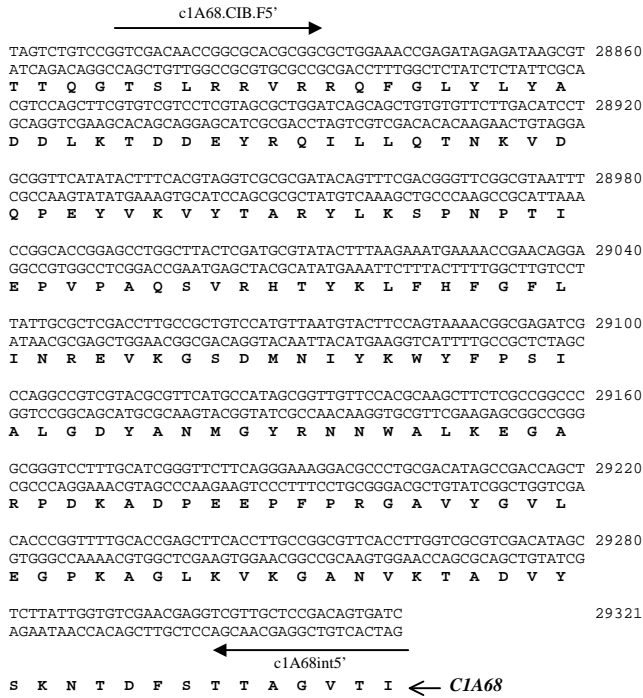 c1A68.CIB.F5'
TAGTCTGTCCGGTCGACAACCGGCGCACGCGGCGCTGGAAACCGAGATAGAGATAAGCGT 28860
ATCAGACAGGCCAGCTGTTGGCCGCGTGCGCCGCGACCTTTGGCTCTATCTCTATTCGCA
T T Q G T S L R R V R R Q F G L Y L Y A
CGTCCAGCTTCGTGTCGTCCTCGTAGCGCTGGATCAGCAGCTGTGTGTTCTTGACATCCT 28920
GCAGGTCGAAGCACAGCAGGAGCATCGCGACCTAGTCGTCGACACACAAGAACTGTAGGA
D D L K T D D E Y R Q I L L Q T N K V D
GCGGTTCATATACTTTCACGTAGGTCGCGCGATACAGTTTCGACGGGTTCGGCGTAATTT 28980
CGCCAAGTATATGAAAGTGCATCCAGCGCGCTATGTCAAAGCTGCCCAAGCCGCATTAAA
Q P E Y V K V Y T A R Y L K S P N P T I
CCGGCACCGGAGCCTGGCTTACTCGATGCGTATACTTTAAGAAATGAAAACCGAACAGGA 29040
GGCCGTGGCCTCGGACCGAATGAGCTACGCATATGAAATTCTTTACTTTTGGCTTGTCCT
E P V P A Q S V R H T Y K L F H F G F L
TATTGCGCTCGACCTTGCCGCTGTCCATGTTAATGTACTTCCAGTAAAACGGCGAGATCG 29100
ATAACGCGAGCTGGAACGGCGACAGGTACAATTACATGAAGGTCATTTTGCCGCTCTAGC
I N R E V K G S D M N I Y K W Y F P S I
CCAGGCCGTCGTACGCGTTCATGCCATAGCGGTTGTTCCACGCAAGCTTCTCGCCGGCCC 29160
GGTCCGGCAGCATGCGCAAGTACGGTATCGCCAACAAGGTGCGTTCGAAGAGCGGCCGGG
A L G D Y A N M G Y R N N W A L K E G A
GCGGGTCCTTTGCATCGGGTTCTTCAGGGAAAGGACGCCCTGCGACATAGCCGACCAGCT 29220
CGCCCAGGAAACGTAGCCCAAGAAGTCCCTTTCCTGCGGGACGCTGTATCGGCTGGTCGA
R P D K A D P E E P F P R G A V Y G V L
CACCCGGTTTTGCACCGAGCTTCACCTTGCCGGCGTTCACCTTGGTCGCGTCGACATAGC 29280
GTGGGCCAAAACGTGGCTCGAAGTGGAACGGCCGCAAGTGGAACCAGCGCAGCTGTATCG
E G P K A G L K V K G A N V K T A D V Y
TCTTATTGGTGTCGAACGAGGTCGTTGCTCCGACAGTGATC 29321
AGAATAACCACAGCTTGCTCCAGCAACGAGGCTGTCACTAG
c1A68int5'
S K N T D F S T T A G V T I C1A68